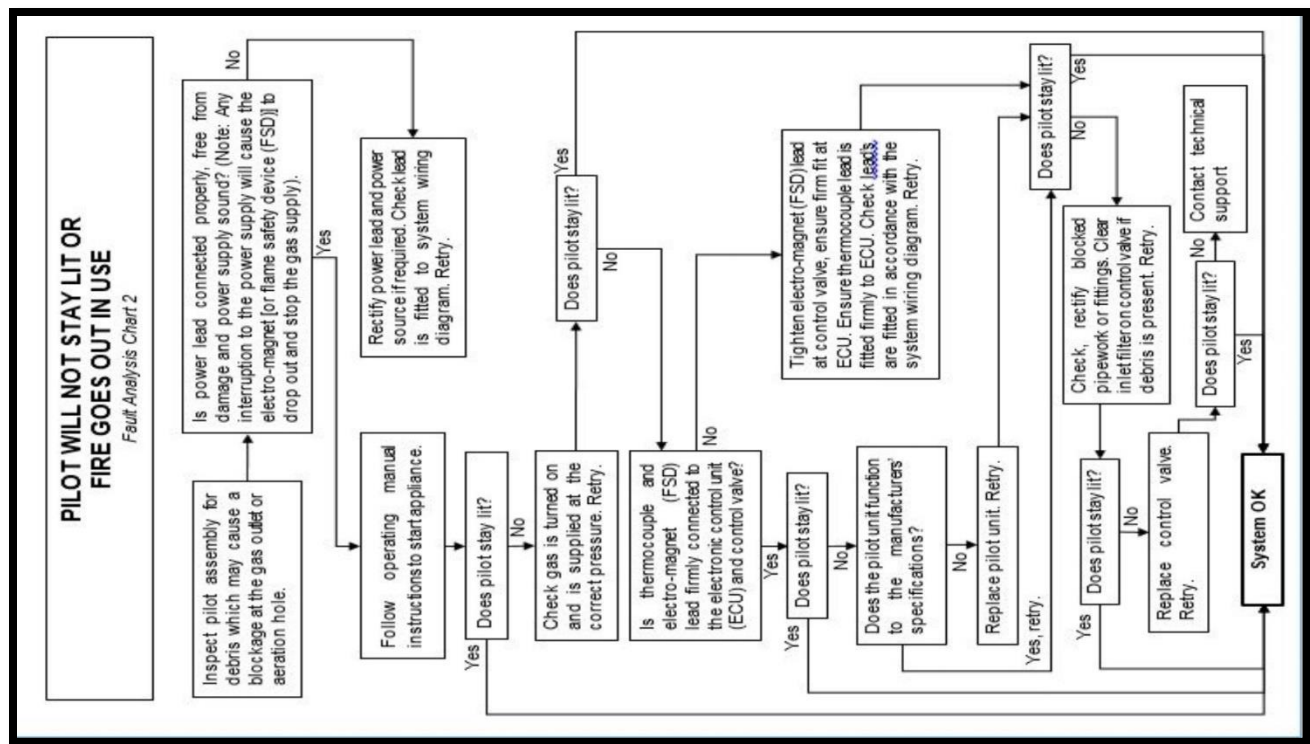 PILOT WILL NOT STAY LIT OR
FIRE GOES OUT IN USE
Fault Analysis Chart 2
Inspect pilot assembly for
debris which may cause a
blockage at the gas outlet or
aeration hole.
Is power lead connected properly, free from
damage and power supply sound? (Note: Any
interruption to the power supply will cause the
electro-magnet [or flame safety device (FSD)] to
drop out and stop the gas supply).
No
Yes
Rectify power lead and power
source if required. Check lead
is fitted to system wiring
diagram. Retry.
Follow operating manual
instructions to start appliance.
Does pilot stay lit?
Yes
No
Check gas is turned on
and is supplied at the
correct pressure. Retry.
Does pilot stay lit?
Yes
No
Is thermocouple and
electro-magnet (FSD)
lead firmly connected to
the electronic control unit
(ECU) and control valve?
No
Yes
Tighten electro-magnet (FSD) lead
at control valve, ensure firm fit at
ECU. Ensure thermocouple lead is
fitted firmly to ECU. Check lead's
are fitted in accordance with the
system wiring diagram. Retry.
Does pilot stay lit?
Yes
No
Does the pilot unit function
to the manufacturers'
specifications?
No
Yes, retry.
Replace pilot unit. Retry.
Does pilot stay lit?
Yes
No
Check, rectify blocked
pipework or fittings. Clear
inlet filter on control valve if
debris is present. Retry.
Does pilot stay lit?
Yes
No
Replace control valve.
Retry.
Does pilot stay lit?
No
Yes
Contact technical
support
System OK